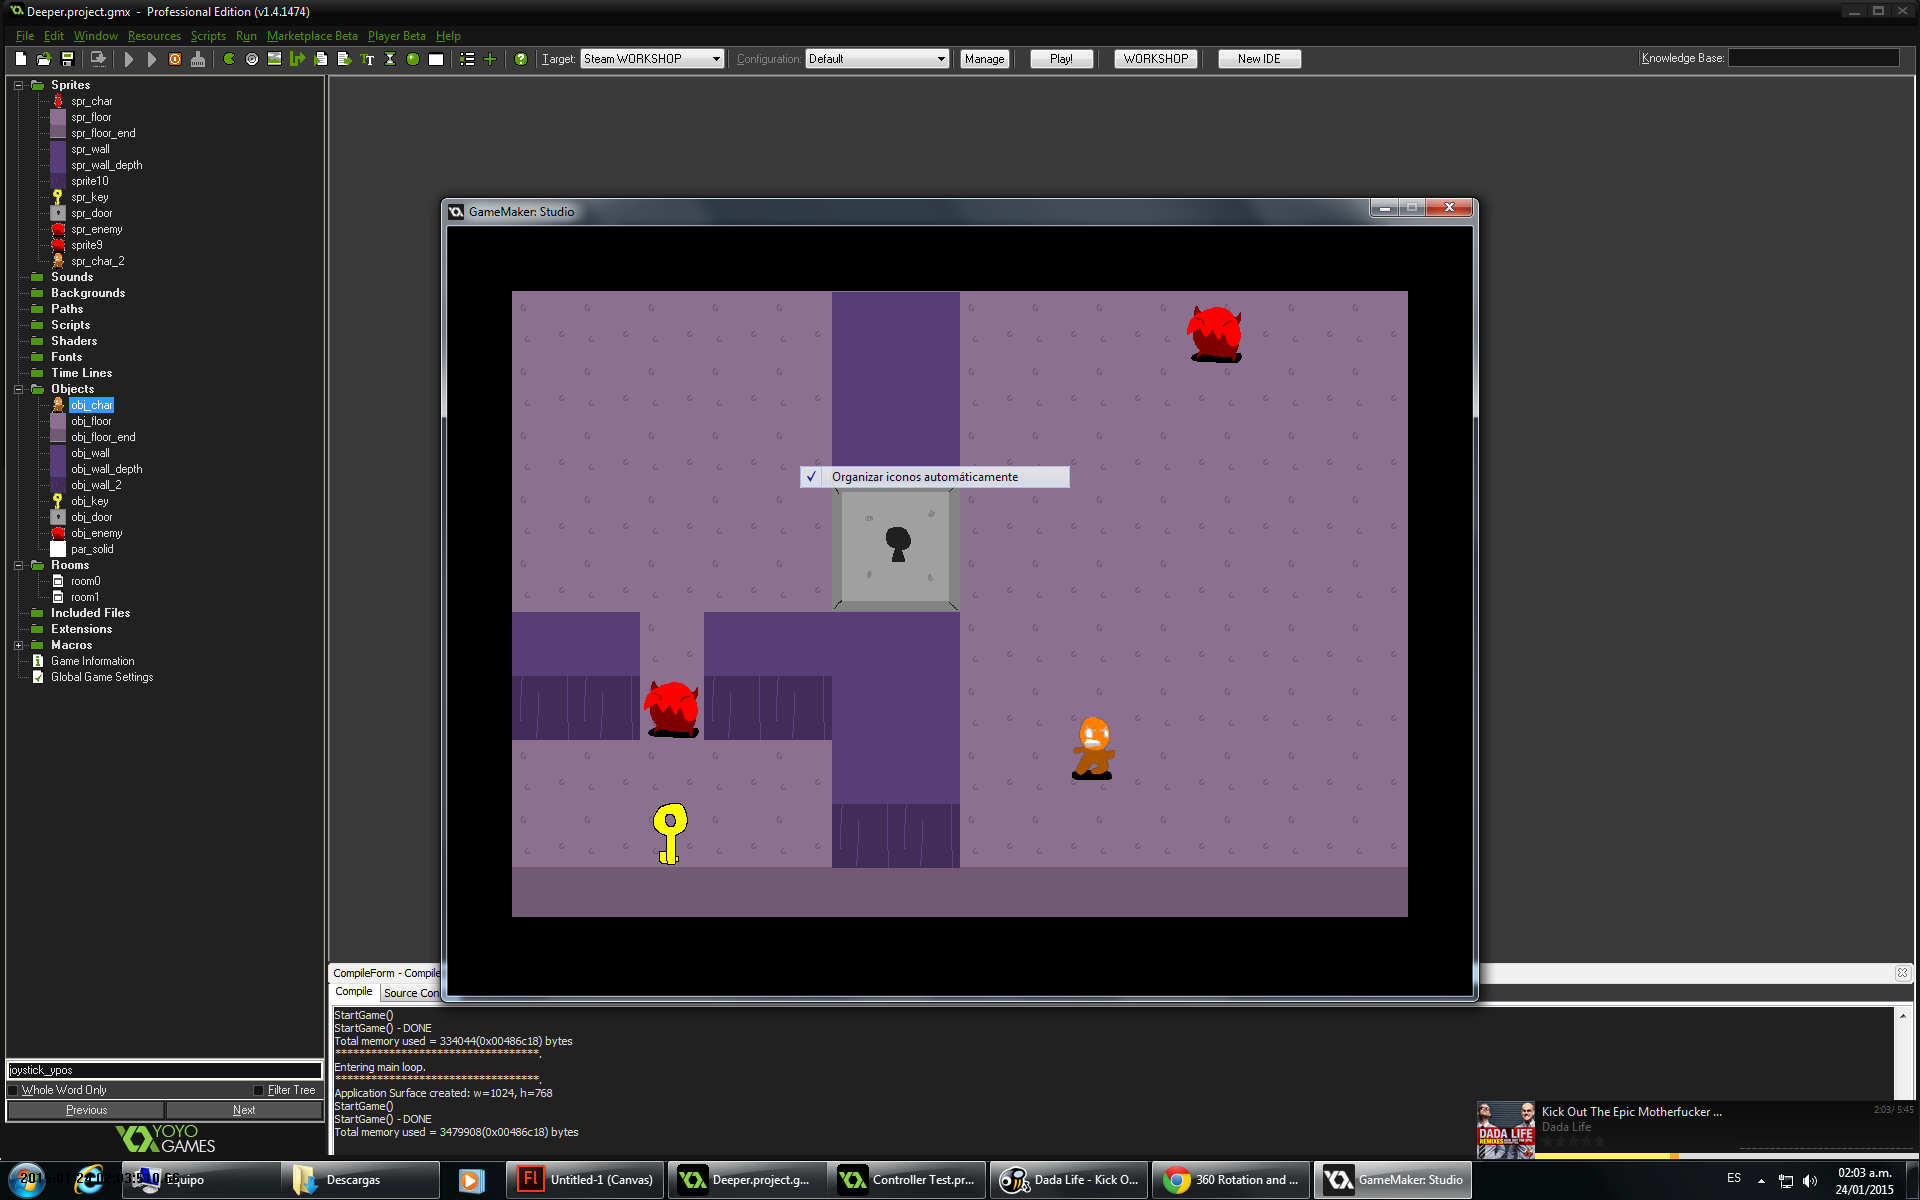 Deeper.project.gmx - Professional Edition (v1.4.1474)
File Edit Window Resources Scripts Run Marketplace Beta Player Beta Help
Target: Steam WORKSHOP Configuration: Default Manage Play! WORKSHOP New IDE Knowledge Base:
Sprites
spr_char
spr_floor
spr_floor_end
spr_wall
spr_wall_depth
sprite10
spr_key
spr_door
spr_enemy
sprite9
spr_char_2
Sounds
Backgrounds
Paths
Scripts
Shaders
Fonts
Time Lines
Objects
obj_char
obj_floor
obj_floor_end
obj_wall
obj_wall_depth
obj_wall_2
obj_key
obj_door
obj_enemy
par_solid
Rooms
room0
room1
Included Files
Extensions
Macros
Game Information
Global Game Settings
GameMaker: Studio
Organizar iconos automáticamente
CompileForm - Compile
Compile Source Con
StartGame()
StartGame() - DONE
Total memory used = 334044(0x00486c18) bytes
Entering main loop.
Application Surface created: w=1024, h=768
StartGame()
StartGame() - DONE
Total memory used = 3479908(0x00486c18) bytes
joystick_ypos
Whole Word Only Filter Tree
Previous Next
YOYO
GAMES
DADA LIFE
Kick Out The Epic Motherfucker ...
2:03/ 5:45
Dada Life
Descargas
Untitled-1 (Canvas)
Deeper.project.g...
Controller Test.pr...
Dada Life - Kick O...
360 Rotation and ...
GameMaker: Studio
ES
02:03 a.m.
24/01/2015